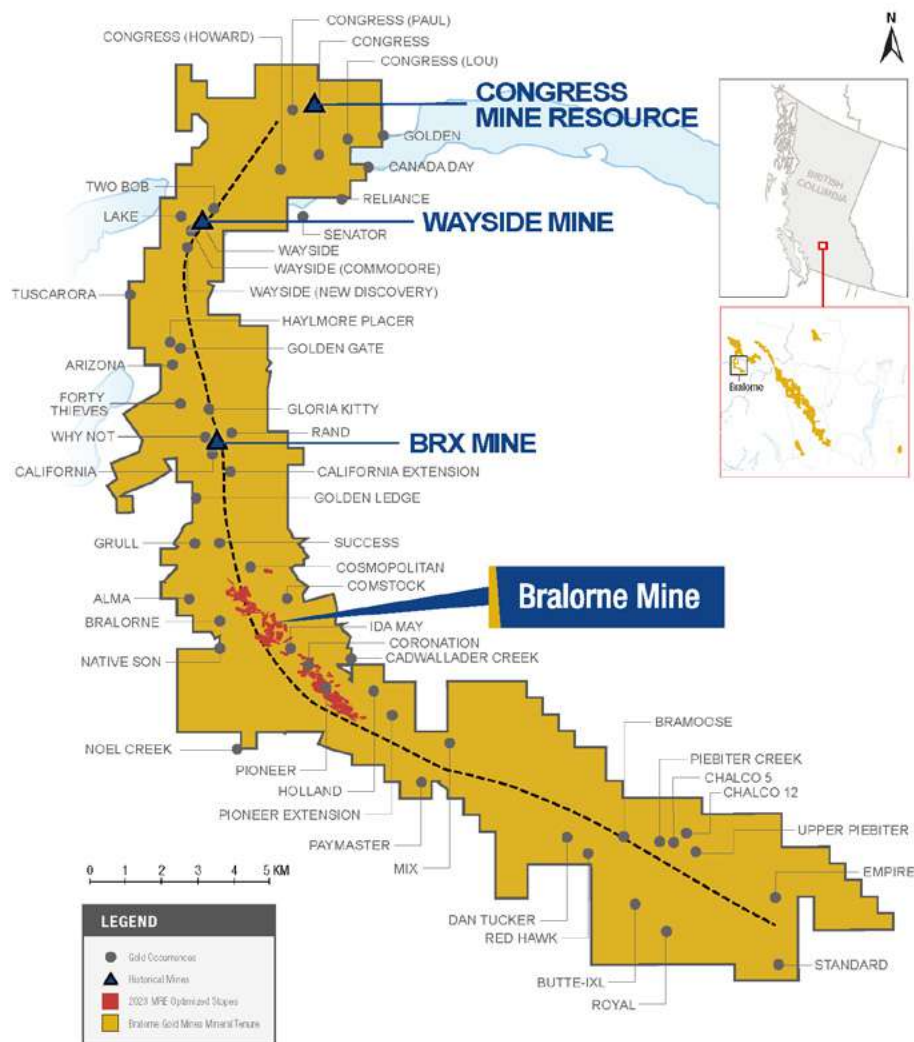 CONGRESS (PAUL)
CONGRESS (HOWARD)
CONGRESS
CONGRESS (LOU)
N
CONGRESS
MINE RESOURCE
GOLDEN
CANADA DAY
TWO BOB
RELIANCE
LAKE
WAYSIDE MINE
SENATOR
WAYSIDE
WAYSIDE (COMMODORE)
TUSCARORA
WAYSIDE (NEW DISCOVERY)
HAYLMORE PLACER
GOLDEN GATE
ARIZONA
FORTY
THIEVES
GLORIA KITTY
WHY NOT
RAND
BRX MINE
CALIFORNIA
CALIFORNIA EXTENSION
GOLDEN LEDGE
GRULL
SUCCESS
COSMOPOLITAN
COMSTOCK
Bralorne Mine
ALMA
BRALORNE
IDA MAY
CORONATION
NATIVE SON
CADWALLADER CREEK
NOEL CREEK
PIONEER
HOLLAND
PIONEER EXTENSION
PAYMASTER
MIX
BRAMOOSE
PIEBITER CREEK
CHALCO 5
CHALCO 12
UPPER PIEBITER
EMPIRE
DAN TUCKER
RED HAWK
BUTTE-IXL
ROYAL
STANDARD
BRITISH
COLUMBIA
Bralorne
0 1 2 3 4 5 KM
LEGEND
Gold Occurrences
Historical Mines
2023 MRE Optimized Stopes
Bralorne Gold Mines Mineral Tenure